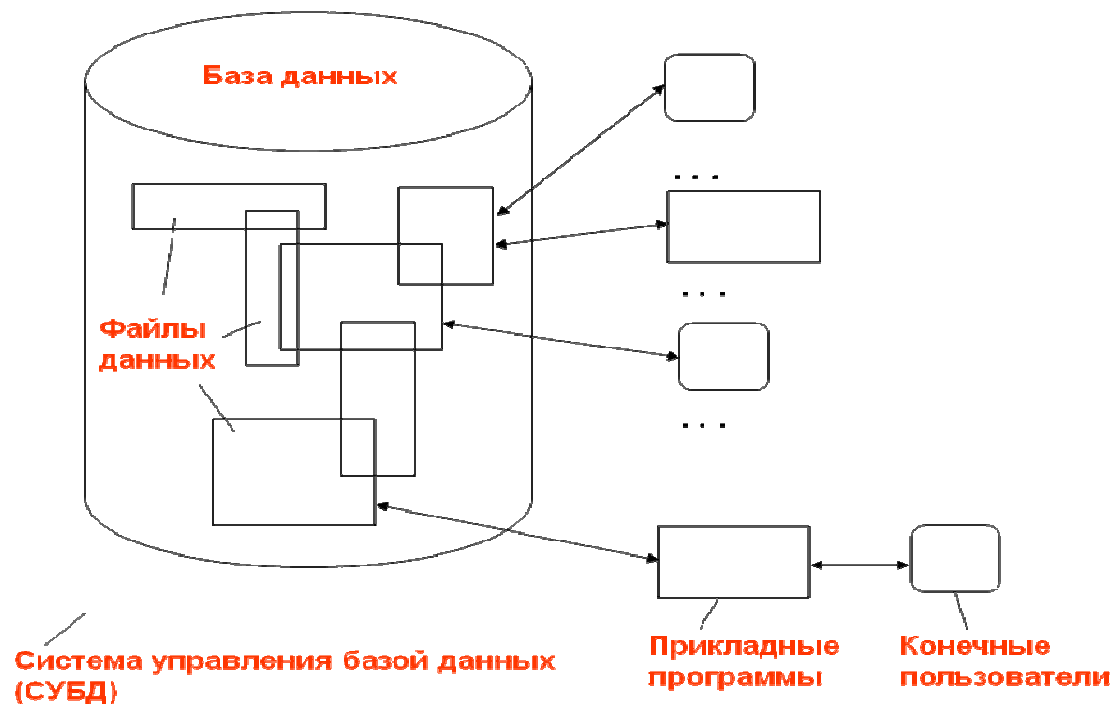 База данных
. . .
. . .
Файлы
данных
. . .
Система управления базой данных
(СУБД)
Прикладные
программы
Конечные
пользователи